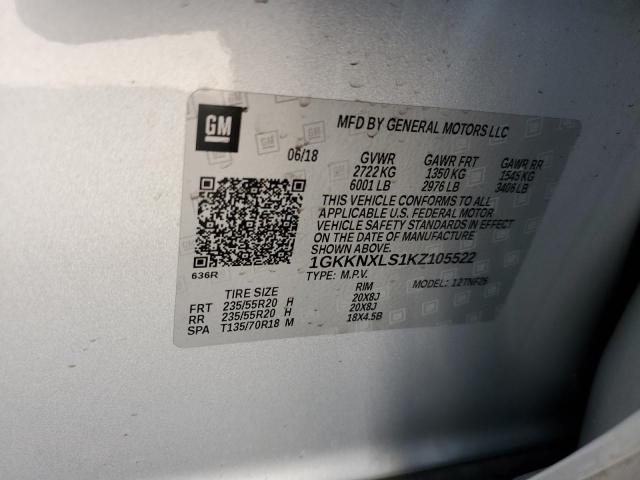 GM
MFD BY GENERAL MOTORS LLC
06/18 GVWR GAWR FRT GAWR RR
2722 KG 1350 KG 1545 KG
6001 LB 2976 LB 3406 LB
THIS VEHICLE CONFORMS TO ALL
APPLICABLE U.S. FEDERAL MOTOR
VEHICLE SAFETY STANDARDS IN EFFECT
ON THE DATE OF MANUFACTURE
SHOWN ABOVE.
1GKKNXLS1KZ105522
636R TYPE: M.P.V. MODEL: 12TNF26
TIRE SIZE RIM
FRT 235/55R20 H 20X8J
RR 235/55R20 H 20X8J
SPA T135/70R18 M 18X4.5B